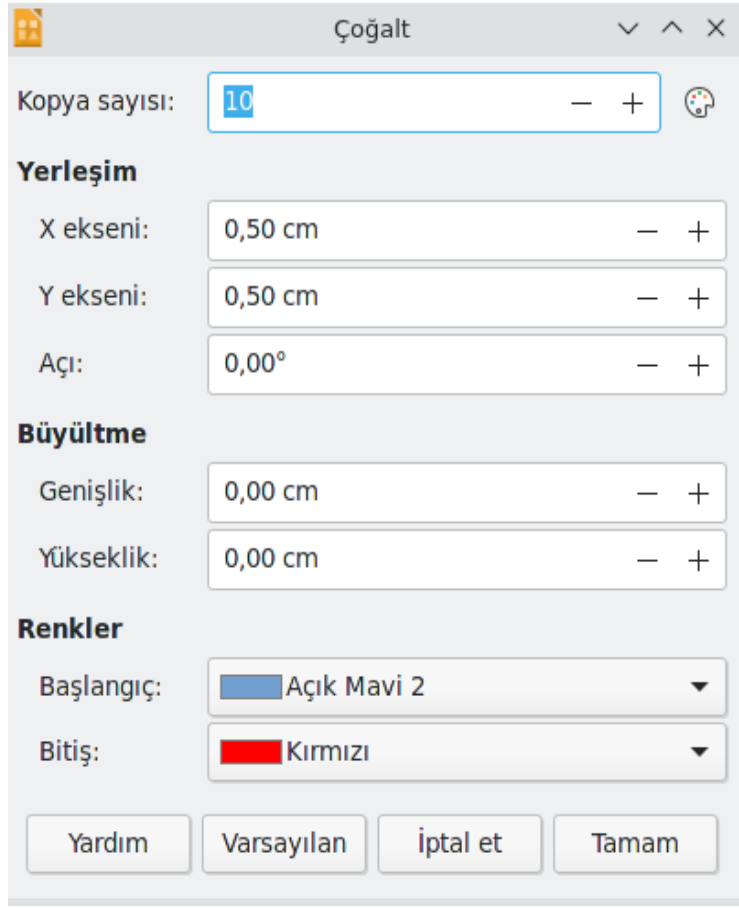 Çoğalt
Kopya sayısı: 10
Yerleşim
X ekseni: 0,50 cm
Y ekseni: 0,50 cm
Açı: 0,00°
Büyültme
Genişlik: 0,00 cm
Yükseklik: 0,00 cm
Renkler
Başlangıç: Açık Mavi 2
Bitiş: Kırmızı
Yardım Varsayılan İptal et Tamam